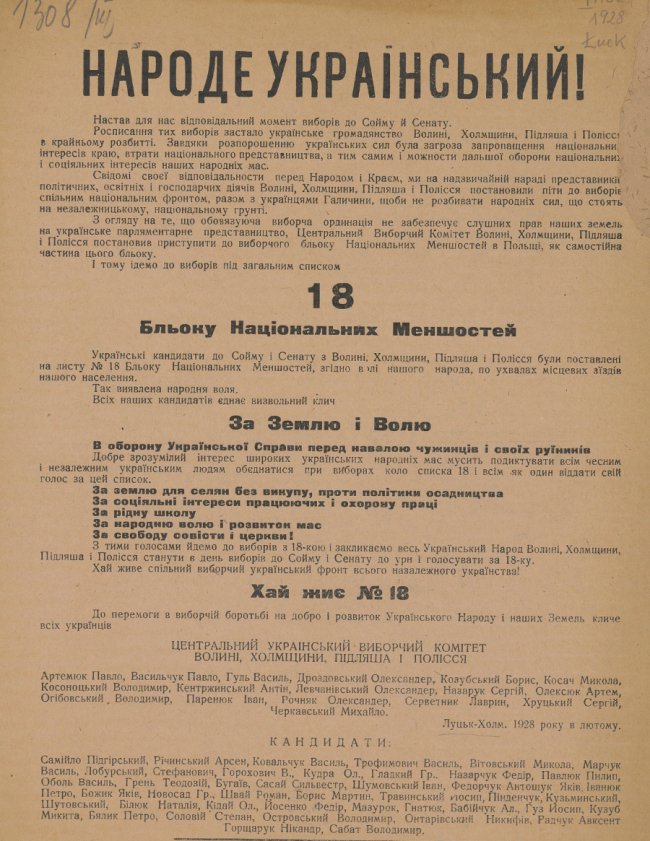 1308/III
1928
Łuck
НАРОДЕ УКРАЇНСЬКИЙ!
Настав для нас відповідальний момент виборів до Сойму й Сенату.
Росписання тих виборів застало українське громадянство Волині, Холмщини, Підляша і Полісся
в крайньому розбитті. Завдяки розпорошенню українських сил була загроза запропащення національних
інтересів краю, втрати національного представництва, а тим самим і можности дальшої оборони національних
і соціяльних інтересів наших народніх мас.
Свідомі своєї відповідальности перед Народом і Краєм, ми на надзвичайній нараді представників
політичних, освітніх і господарчих діячів Волині, Холмщини, Підляша і Полісся постановили піти до виборів
спільним національним фронтом, разом з українцями Галичини, щоби не розбивати народніх сил, що стоять
на незалежницькому, національному ґрунті.
З огляду на те, що обовязуюча виборча ордінація не забезпечує слушних прав наших земель
на українське парляментарне представництво, Центральний Виборчий Комітет Волині, Холмщини, Підляша
і Полісся постановив приступити до виборчого бльоку Національних Меншостей в Польщі, як самостійна
частина цього бльоку.
І тому ідемо до виборів під загальним списком
18
Бльоку Національних Меншостей
Українські кандидати до Сойму і Сенату з Волині, Холмщини, Підляша і Полісся були поставлені
на листу № 18 Бльоку Національних Меншостей, згідно волі нашого народа, по ухвалах місцевих зїздів
нашого населення.
Так виявлена народня воля.
Всіх наших кандидатів єднає визвольний клич
За Землю і Волю
В оборону Української Справи перед навалою чужинців і своїх руїнників
Добре зрозумілий інтерес широких українських народніх мас мусить подиктувати всім чесним
і незалежним українським людям обєднатися при виборах коло списка 18 і всім як один віддати свій
голос за цей список.
За землю для селян без викупу, проти політики осадництва
За соціяльні інтереси працюючих і охорону праці
За рідну школу
За народню волю і розвиток мас
За свободу совісти і церкви!
З тими голосами йдемо до виборів з 18-кою і закликаємо весь Український Народ Волині, Холмщини,
Підляша і Полісся станути в день виборів до Сойму і Сенату до урн і голосувати за 18-ку.
Хай живе спільний виборчий український фронт всього назалежного українства!
Хай жиє № 18
До перемоги в виборчій боротьбі на добро і розвиток Українського Народу і наших Земель кличе
всіх українців
ЦЕНТРАЛЬНИЙ УКРАЇНСЬКИЙ ВИБОРЧИЙ КОМІТЕТ
ВОЛИНІ, ХОЛМЩИНИ, ПІДЛЯША І ПОЛІССЯ
Артемюк Павло, Васильчук Павло, Гуль Василь, Дроздовський Олександер, Козубський Борис, Косач Микола,
Косоноцький Володимир, Кентржинський Антін, Левчанівський Олександер, Назарук Сергій, Олексюк Артем,
Огібовський Володимир, Паренюк Іван, Рочняк Олександер, Серветник Лаврин, Хруцький Сергій,
Черкавський Михайло.
Луцьк-Холм. 1928 року в лютому.
КАНДИДАТИ:
Самійло Підгірський, Річинський Арсен, Ковальчук Василь, Трофимович Василь, Вітовський Микола, Марчук
Василь, Лобурський, Стефанович, Горохович В., Кудра Ол., Гладкий Гр., Назарчук Федір, Павлюк Пилип,
Оболь Василь, Грень Теодозій, Бугаїв, Сасай Сильвестр, Шумовський Іван, Федорчук Антошук Яків, Іванюк
Петро, Божик Яків, Новосад Гр., Швай Роман, Борис Мартин, Травинський Йосип, Пінденчук, Кузьминський,
Шутовський, Білюк Наталія, Кідай Ол., Йосенко Федір, Мазурок, Гнатюк, Бабійчук Ал., Гуз Йосип, Кузуб
Микита, Бялик Петро, Соловій Степан, Островський Володимир, Онтарівський Никифів, Радчук Авксент
Горщарук Нікандр, Сабат Володимир.